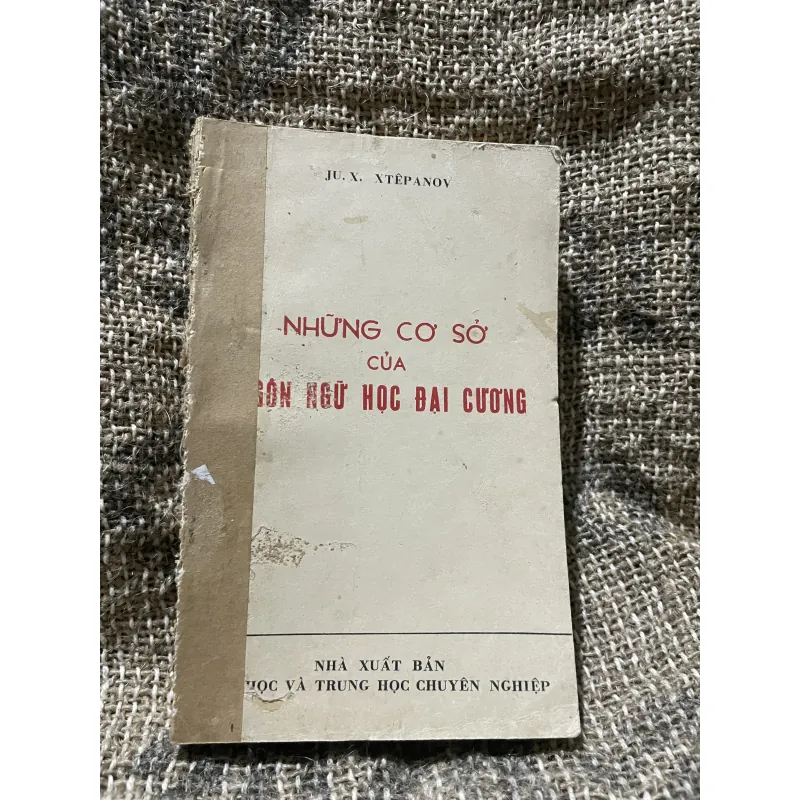 JU. X. XTÊPANOV
NHỮNG CƠ SỞ
CỦA
GÔN NGỮ HỌC ĐẠI CƯƠNG
NHÀ XUẤT BẢN
HỌC VÀ TRUNG HỌC CHUYÊN NGHIỆP